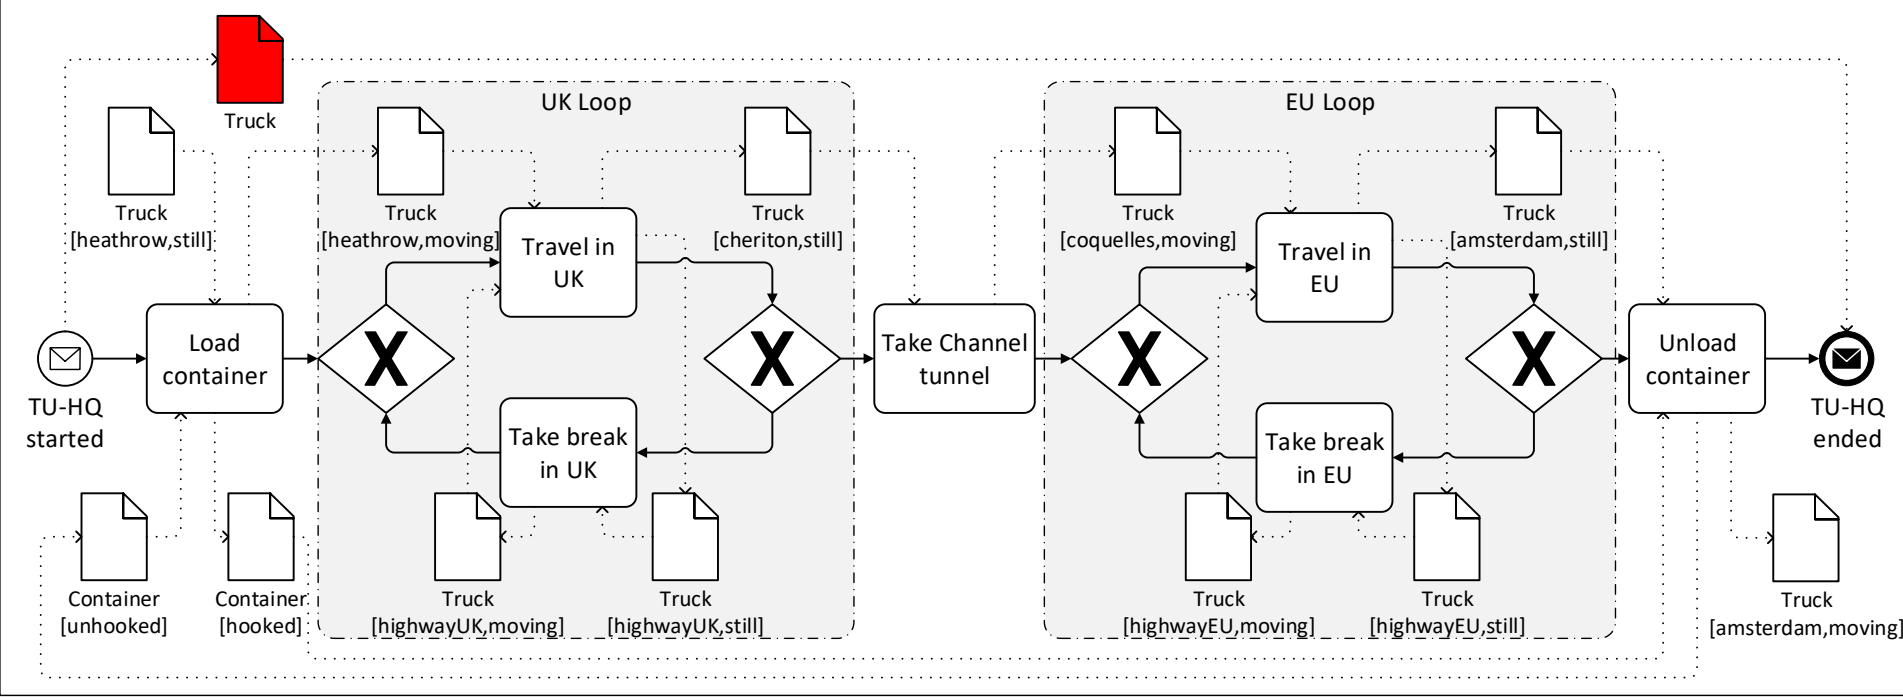 Truck
UK Loop
EU Loop
Truck
[heathrow,still]
Truck
[heathrow,moving]
Truck
[cheriton,still]
Truck
[coquelles,moving]
Truck
[amsterdam,still]
Travel in
UK
Travel in
EU
TU-HQ
started
Load
container
X
X
Take Channel
tunnel
X
X
Unload
container
TU-HQ
ended
Take break
in UK
Take break
in EU
Container
[unhooked]
Container
[hooked]
Truck
[highwayUK,moving]
Truck
[highwayUK,still]
Truck
[highwayEU,moving]
Truck
[highwayEU,still]
Truck
[amsterdam,moving]